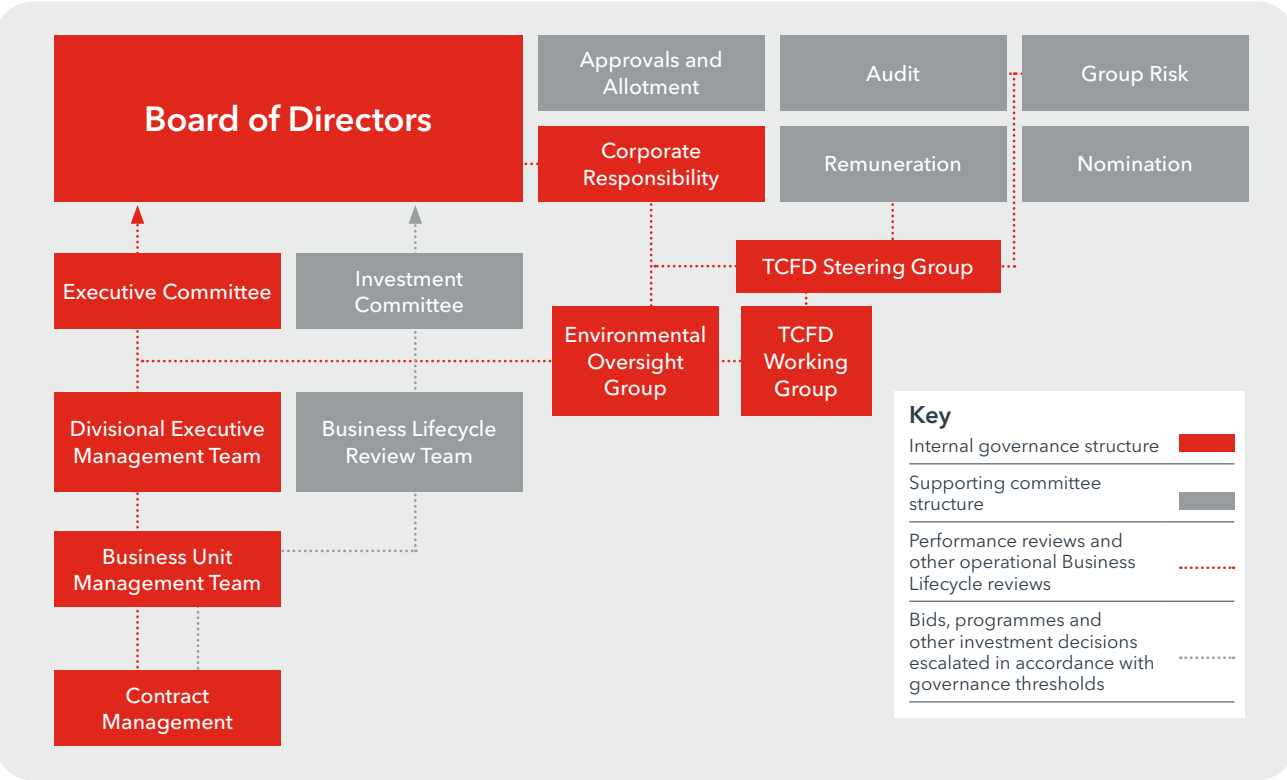 Board of Directors
Approvals and
Allotment
Audit
Group Risk
Corporate
Responsibility
Remuneration
Nomination
Executive Committee
Investment
Committee
TCFD Steering Group
Environmental
Oversight
Group
TCFD
Working
Group
Divisional Executive
Management Team
Business Lifecycle
Review Team
Business Unit
Management Team
Contract
Management
Key
Internal governance structure
Supporting committee
structure
Performance reviews and
other operational Business
Lifecycle reviews
Bids, programmes and
other investment decisions
escalated in accordance with
governance thresholds